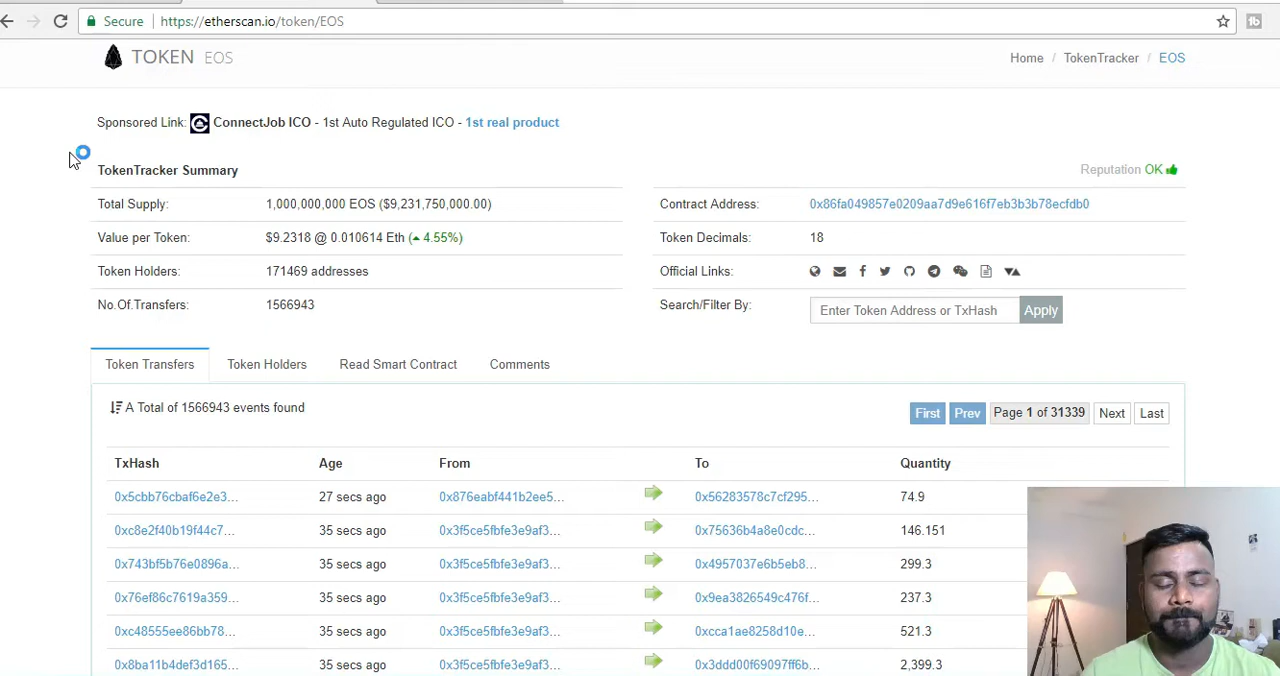 Secure https://etherscan.io/token/EOS
TOKEN EOS
Home / TokenTracker / EOS
Sponsored Link: ConnectJob ICO - 1st Auto Regulated ICO - 1st real product
TokenTracker Summary
Reputation OK
Total Supply: 1,000,000,000 EOS ($9,231,750,000.00)
Contract Address: 0x86fa049857e0209aa7d9e616f7eb3b3b78ecfdb0
Value per Token: $9.2318 @ 0.010614 Eth (4.55%)
Token Decimals: 18
Token Holders: 171469 addresses
Official Links:
No.Of.Transfers: 1566943
Search/Filter By: Enter Token Address or TxHash Apply
Token Transfers Token Holders Read Smart Contract Comments
A Total of 1566943 events found
First Prev Page 1 of 31339 Next Last
TxHash Age From To Quantity
0x5cbb76cbaf6e2e3... 27 secs ago 0x876eabf441b2ee5... 0x56283578c7cf295... 74.9
0xc8e2f40b19f44c7... 35 secs ago 0x3f5ce5fbfe3e9af3... 0x75636b4a8e0cdc... 146.151
0x743bf5b76e0896a... 35 secs ago 0x3f5ce5fbfe3e9af3... 0x4957037e6b5eb8... 299.3
0x76ef86c7619a359... 35 secs ago 0x3f5ce5fbfe3e9af3... 0x9ea3826549c476f... 237.3
0xc48555ee86bb78... 35 secs ago 0x3f5ce5fbfe3e9af3... 0xcca1ae8258d10e... 521.3
0x8ba11b4def3d165... 35 secs ago 0x3f5ce5fbfe3e9af3... 0x3ddd00f69097ff6b... 2,399.3